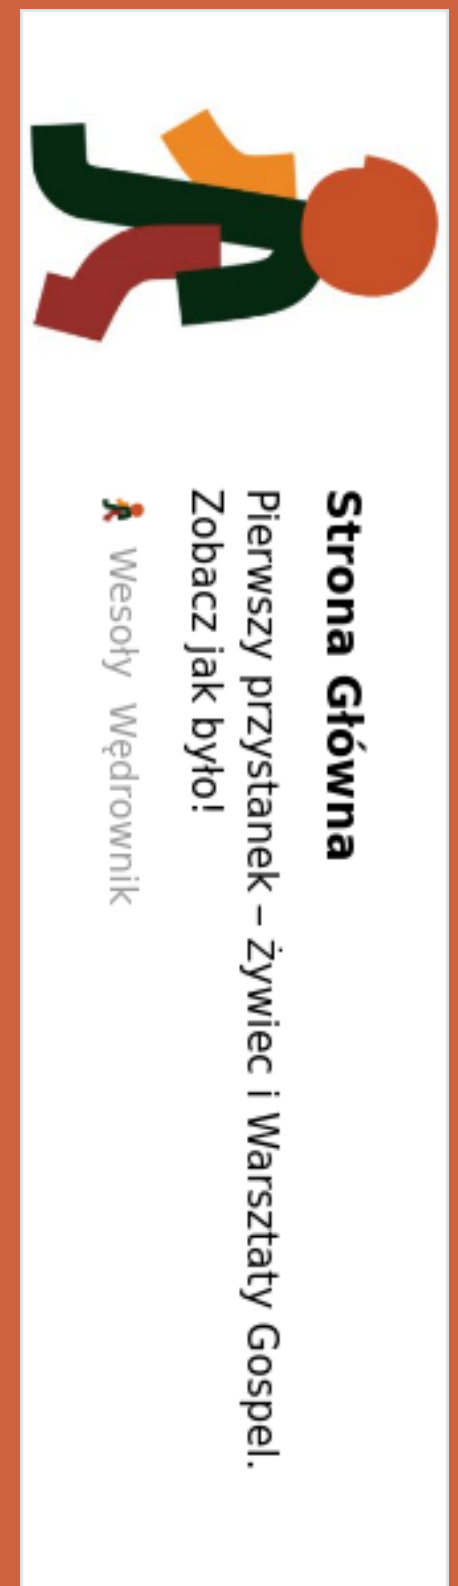 Strona Główna
Pierwszy przystanek – Żywiec i Warsztaty Gospel.
Zobacz jak było!
Wesoły Wędrownik